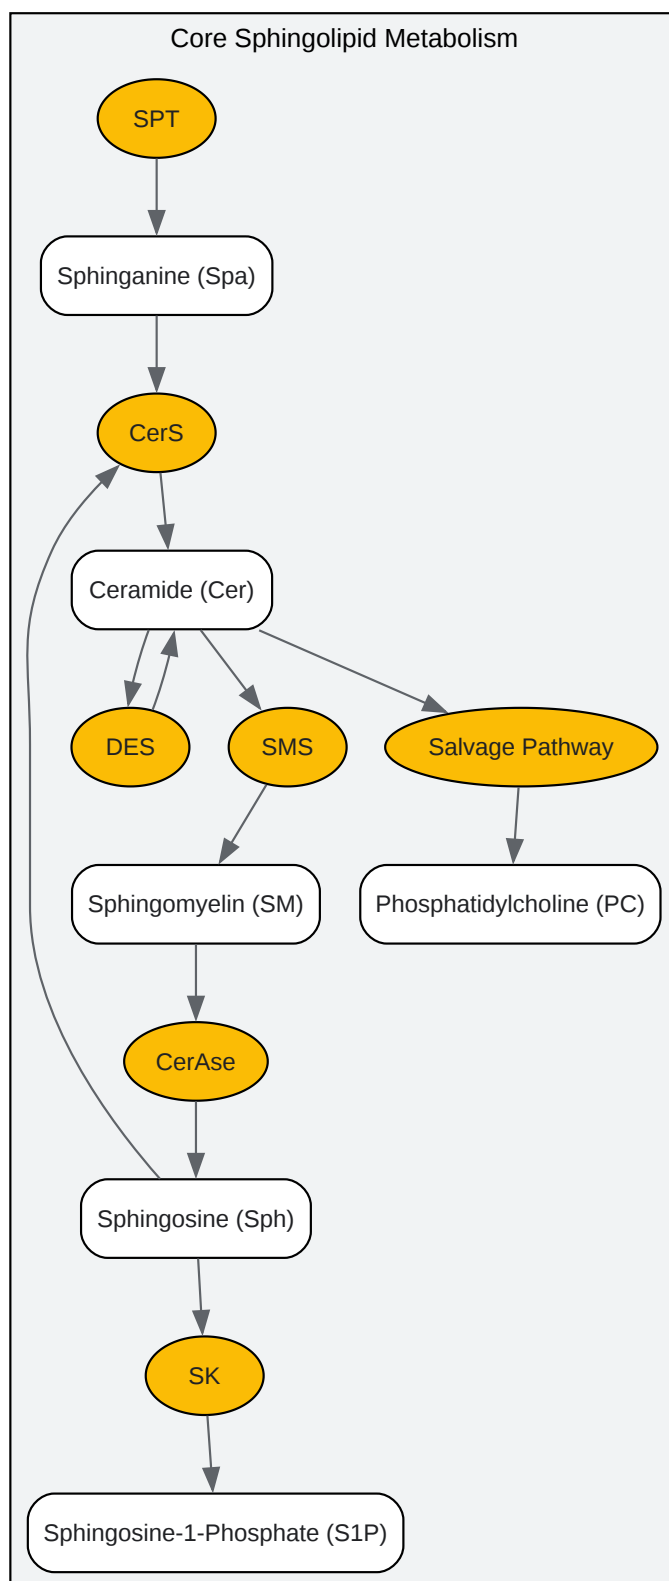 Core Sphingolipid Metabolism
SPT
Sphinganine (Spa)
CerS
Ceramide (Cer)
DES
SMS
Salvage Pathway
Sphingomyelin (SM)
Phosphatidylcholine (PC)
CerAse
Sphingosine (Sph)
SK
Sphingosine-1-Phosphate (S1P)